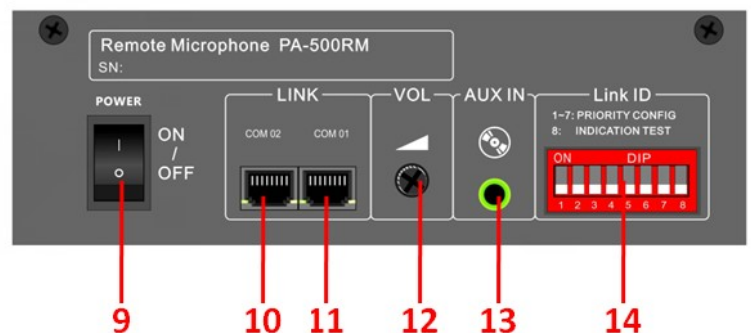 Remote Microphone PA-500RM
SN:
POWER
ON
/
OFF
LINK
COM 02 COM 01
VOL
AUX IN
Link ID
1~7: PRIORITY CONFIG
8: INDICATION TEST
ON DIP
1 2 3 4 5 6 7 8
9 10 11 12 13 14